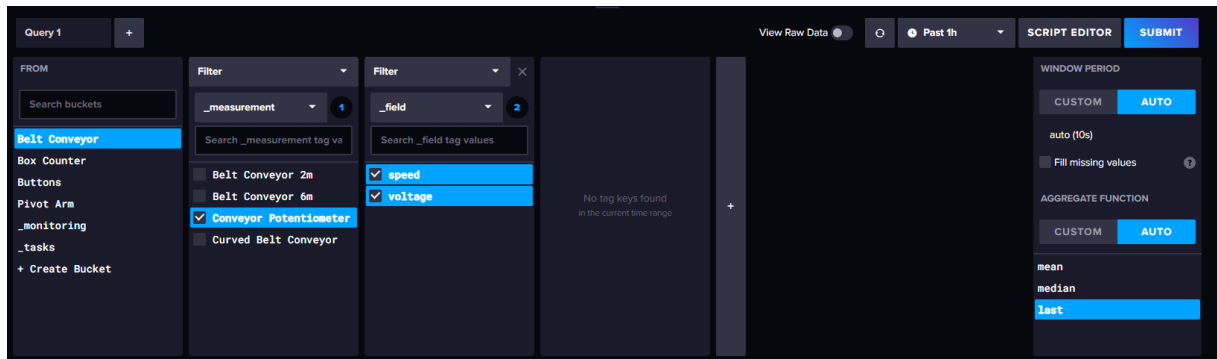 Query 1
+
View Raw Data
Past 1h
SCRIPT EDITOR
SUBMIT
FROM
Search buckets
Belt Conveyor
Box Counter
Buttons
Pivot Arm
_monitoring
_tasks
+ Create Bucket
Filter
_measurement
1
Search _measurement tag va
Belt Conveyor 2m
Belt Conveyor 6m
Conveyor Potentiometer
Curved Belt Conveyor
Filter
_field
2
Search _field tag values
speed
voltage
No tag keys found
in the current time range
+
WINDOW PERIOD
CUSTOM
AUTO
auto (10s)
Fill missing values
?
AGGREGATE FUNCTION
CUSTOM
AUTO
mean
median
last